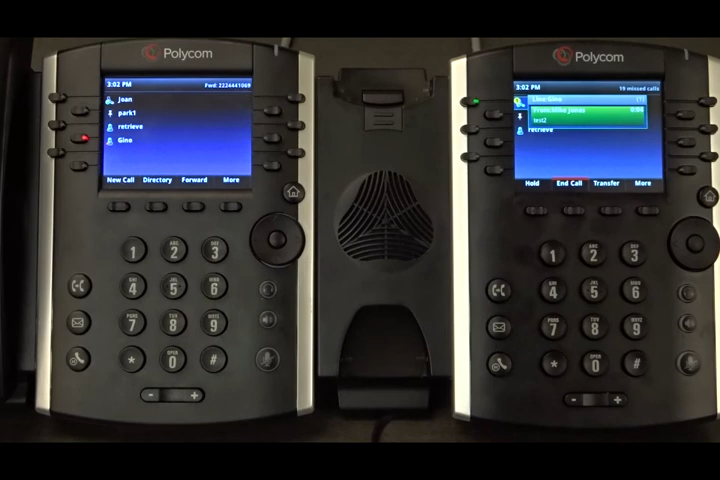 Polycom
3:02 PM Fwd: 2224441069
Joan
park1
retrieve
Gino
New Call Directory Forward More
1 ABC 2 DEF 3
GHI 4 JKL 5 MNO 6
PQRS 7 TUV 8 WXYZ 9
* OPER 0 #
- +
Polycom
3:02 PM 19 missed calls
Line: Gino
From: Mike Jones
test2
retrieve
Hold End Call Transfer More
1 ABC 2 DEF 3
GHI 4 JKL 5 MNO 6
PQRS 7 TUV 8 WXYZ 9
* OPER 0 #
- +